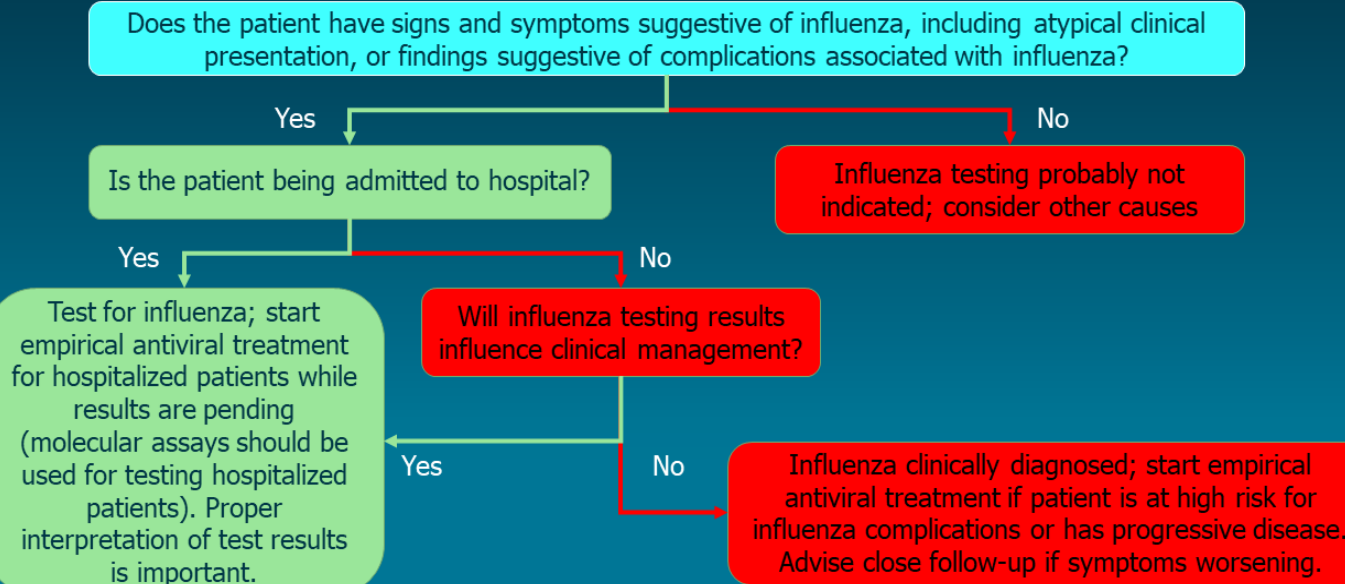 Does the patient have signs and symptoms suggestive of influenza, including atypical clinical
presentation, or findings suggestive of complications associated with influenza?
Yes
No
Is the patient being admitted to hospital?
Influenza testing probably not
indicated; consider other causes
Yes
No
Test for influenza; start
empirical antiviral treatment
for hospitalized patients while
results are pending
(molecular assays should be
used for testing hospitalized
patients). Proper
interpretation of test results
is important.
Will influenza testing results
influence clinical management?
Yes
No
Influenza clinically diagnosed; start empirical
antiviral treatment if patient is at high risk for
influenza complications or has progressive disease.
Advise close follow-up if symptoms worsening.